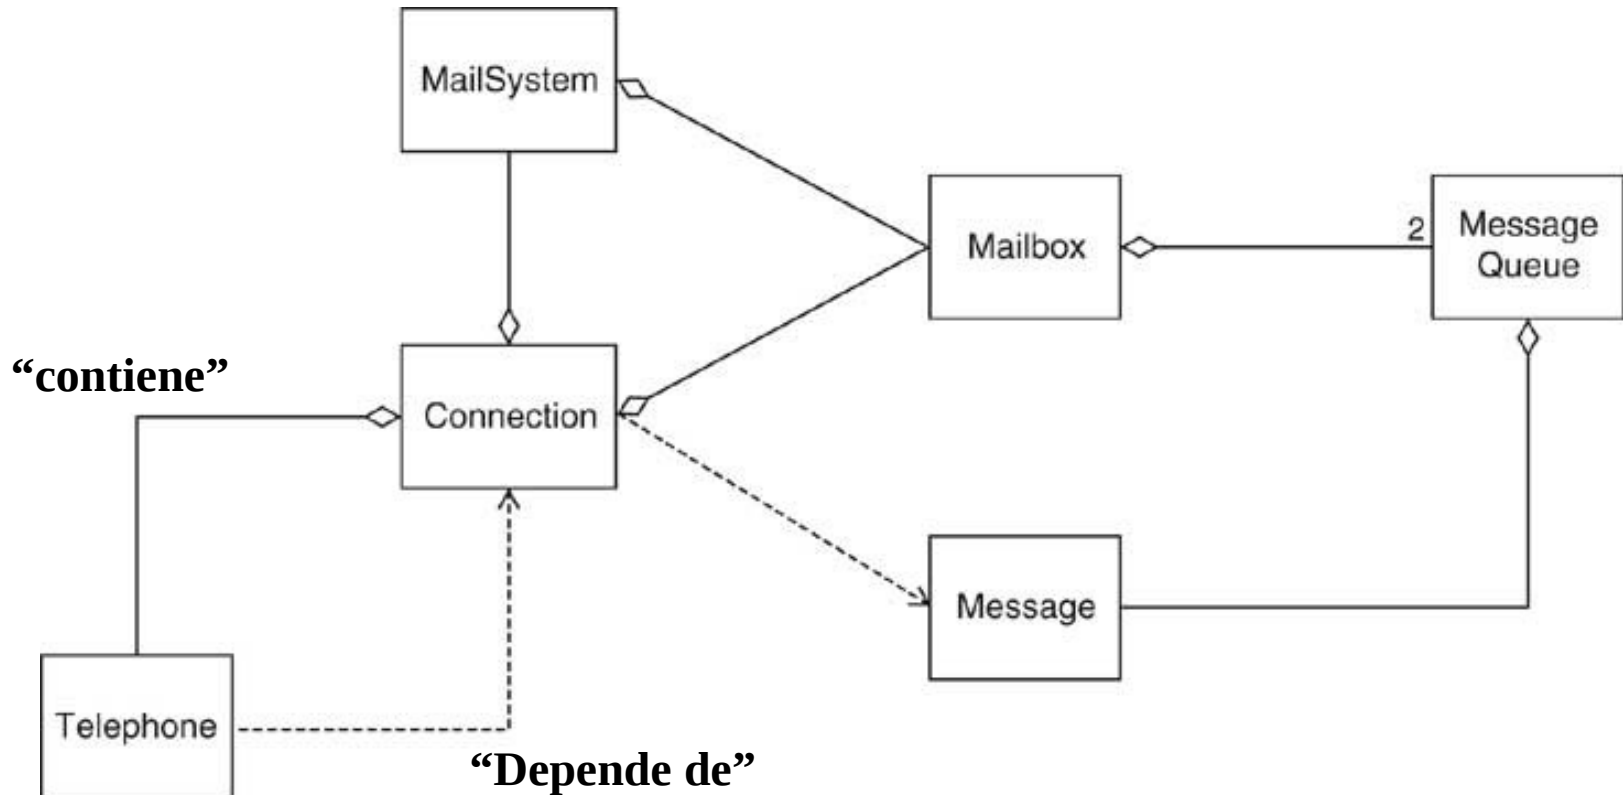 MailSystem
Mailbox
2
Message
Queue
“contiene”
Connection
Message
Telephone
“Depende de”